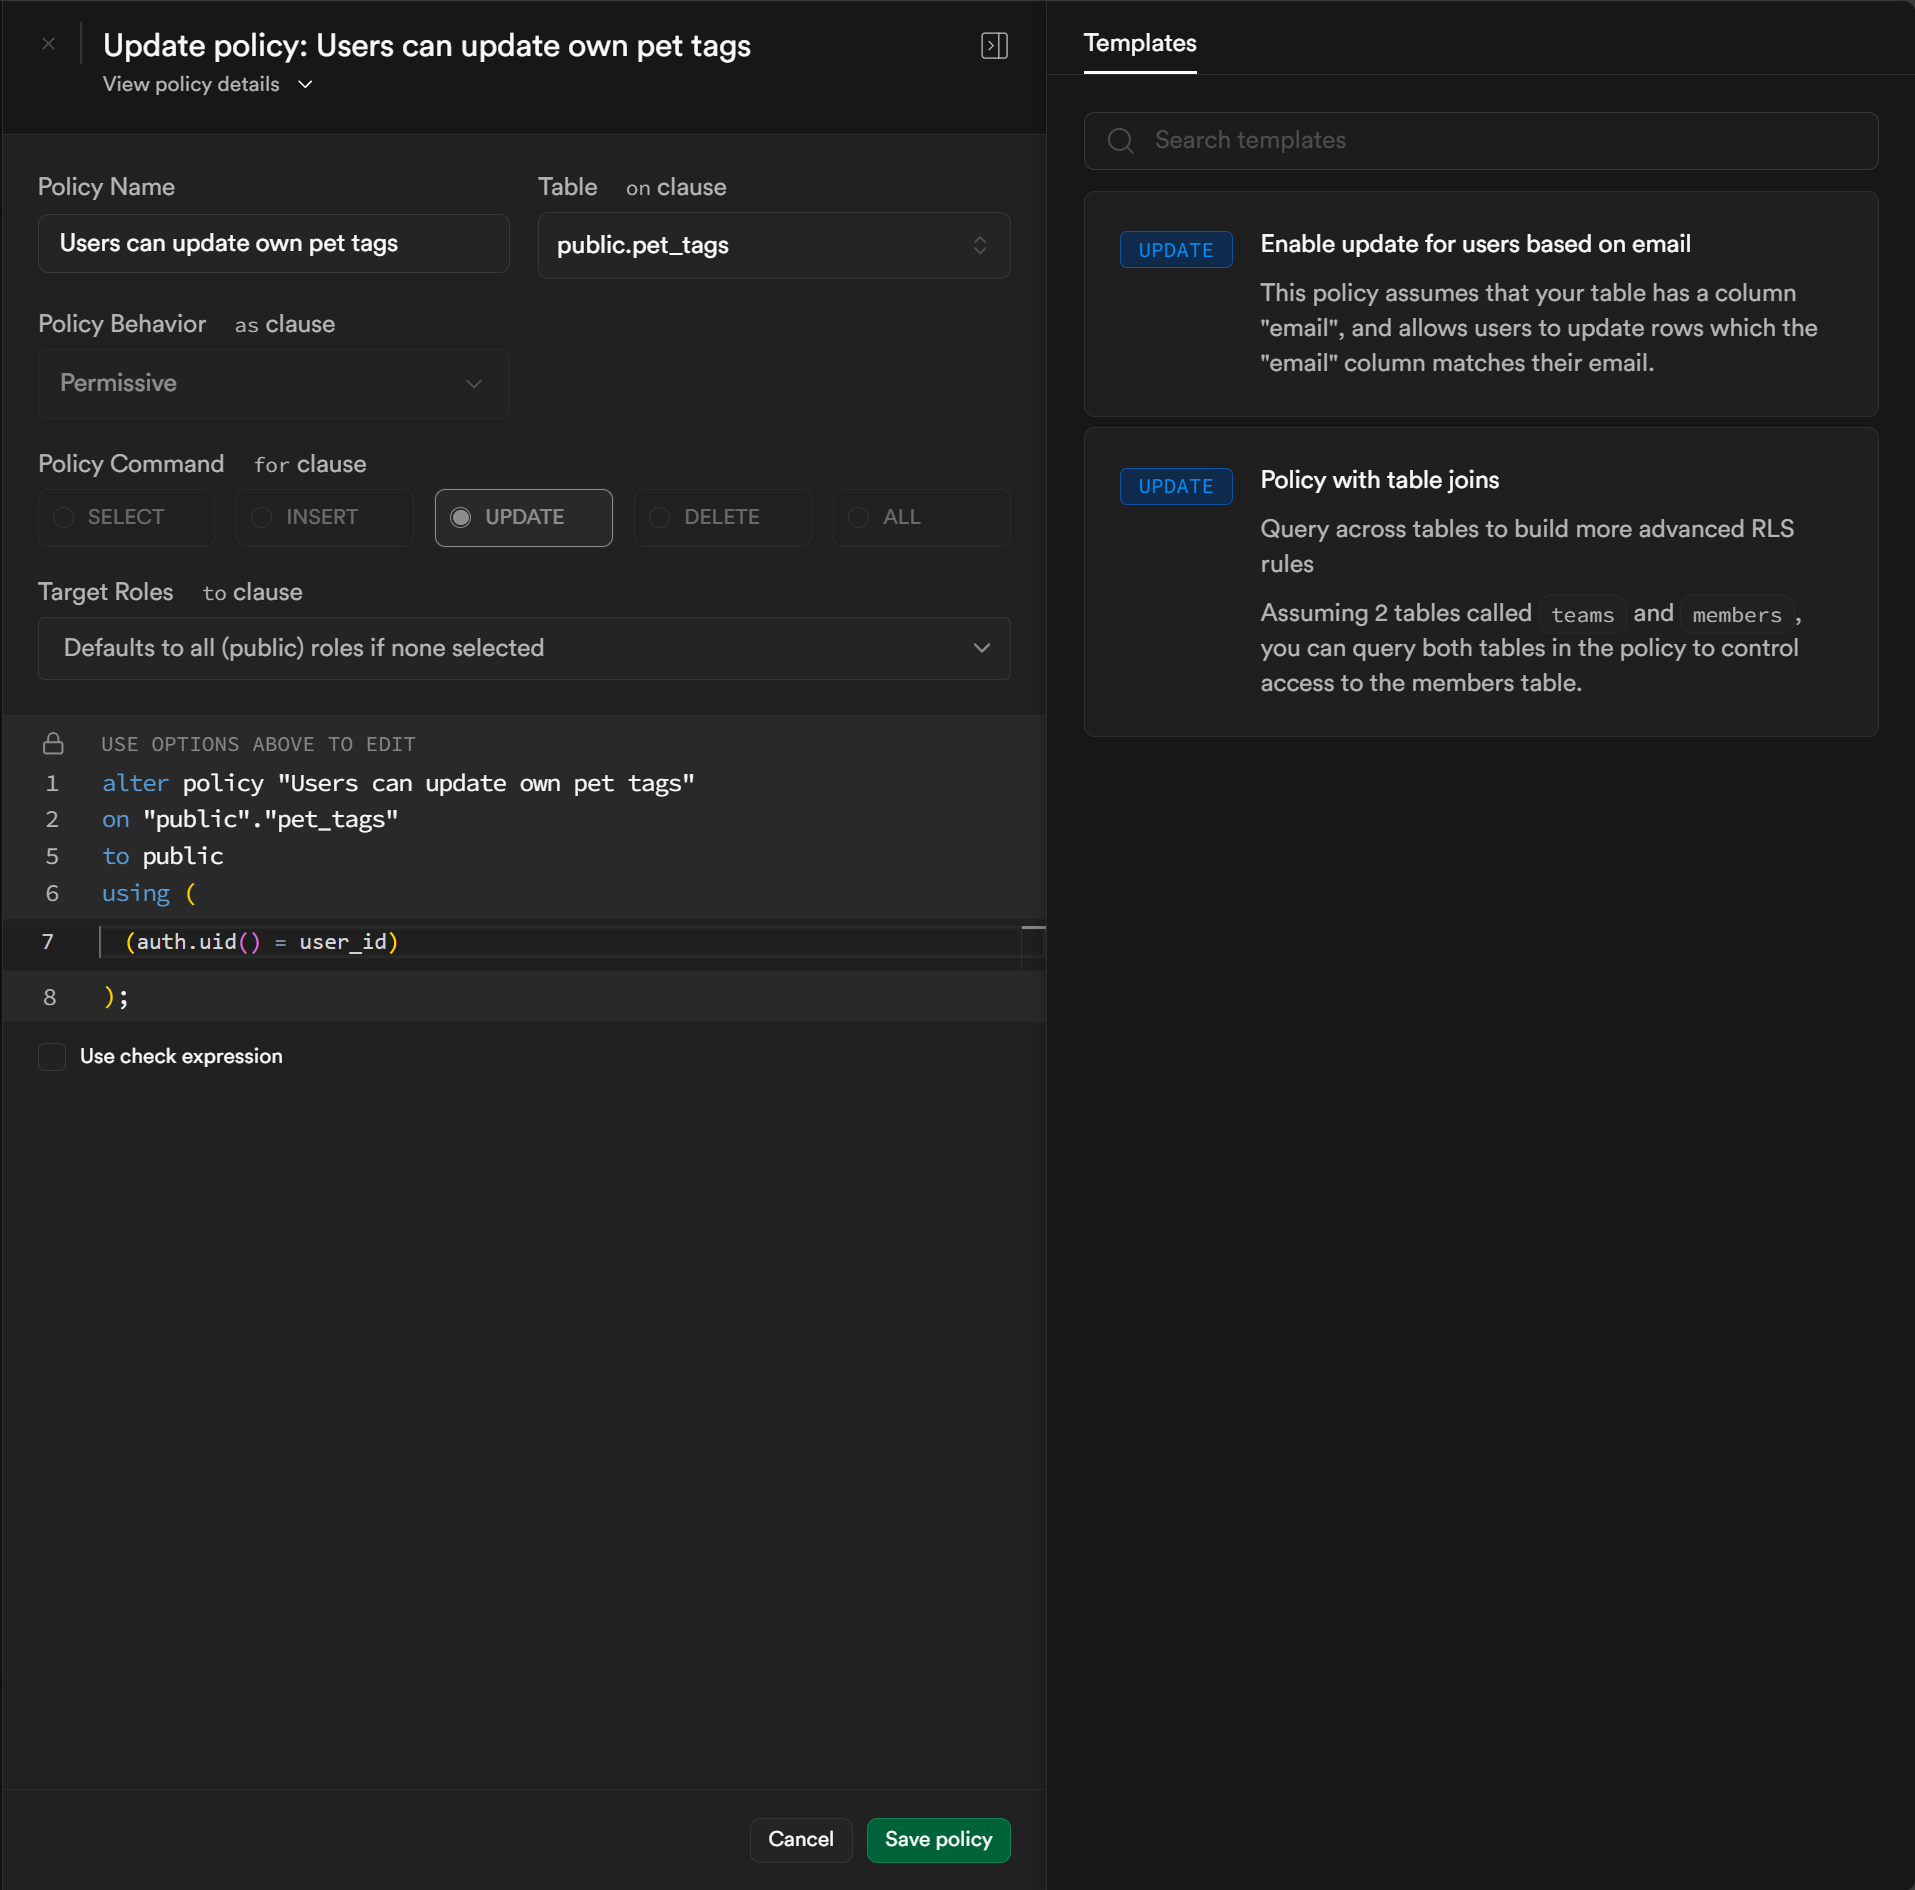 Update policy: Users can update own pet tags
View policy details
Policy Name
Users can update own pet tags
Table on clause
public.pet_tags
Policy Behavior as clause
Permissive
Policy Command for clause
SELECT
INSERT
UPDATE
DELETE
ALL
Target Roles to clause
Defaults to all (public) roles if none selected
USE OPTIONS ABOVE TO EDIT
1 alter policy "Users can update own pet tags"
2 on "public"."pet_tags"
5 to public
6 using (
7 (auth.uid() = user_id)
8 );
Use check expression
Cancel
Save policy
Templates
Search templates
UPDATE
Enable update for users based on email
This policy assumes that your table has a column
"email", and allows users to update rows which the
"email" column matches their email.
UPDATE
Policy with table joins
Query across tables to build more advanced RLS
rules
Assuming 2 tables called teams and members ,
you can query both tables in the policy to control
access to the members table.